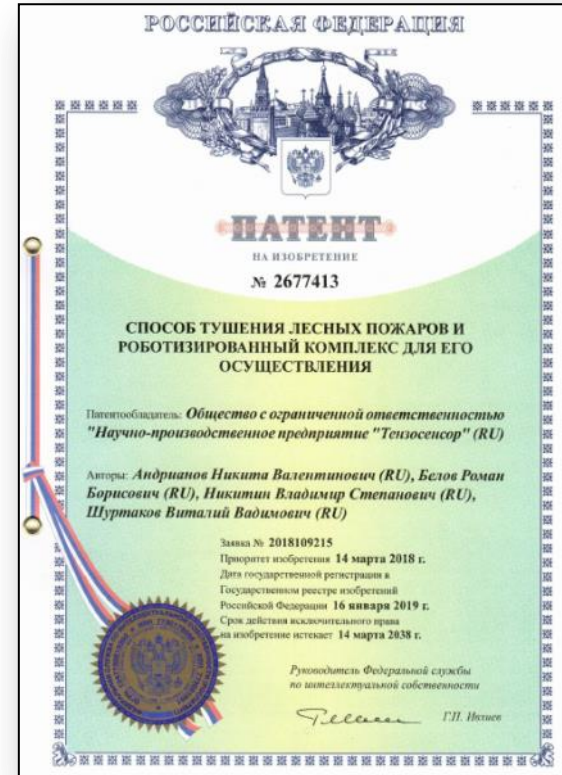 РОССИЙСКАЯ ФЕДЕРАЦИЯ
ПАТЕНТ
НА ИЗОБРЕТЕНИЕ
№ 2677413
СПОСОБ ТУШЕНИЯ ЛЕСНЫХ ПОЖАРОВ И
РОБОТИЗИРОВАННЫЙ КОМПЛЕКС ДЛЯ ЕГО
ОСУЩЕСТВЛЕНИЯ
Патентообладатель: Общество с ограниченной ответственностью
"Научно-производственное предприятие "Тензосенсор" (RU)
Авторы: Андрианов Никита Валентинович (RU), Белов Роман
Борисович (RU), Никитин Владимир Степанович (RU),
Шуртаков Виталий Вадимович (RU)
Заявка № 2018109215
Приоритет изобретения 14 марта 2018 г.
Дата государственной регистрации в
Государственном реестре изобретений
Российской Федерации 16 января 2019 г.
Срок действия исключительного права
на изобретение истекает 14 марта 2038 г.
Руководитель Федеральной службы
по интеллектуальной собственности
Г.П. Ивлиев